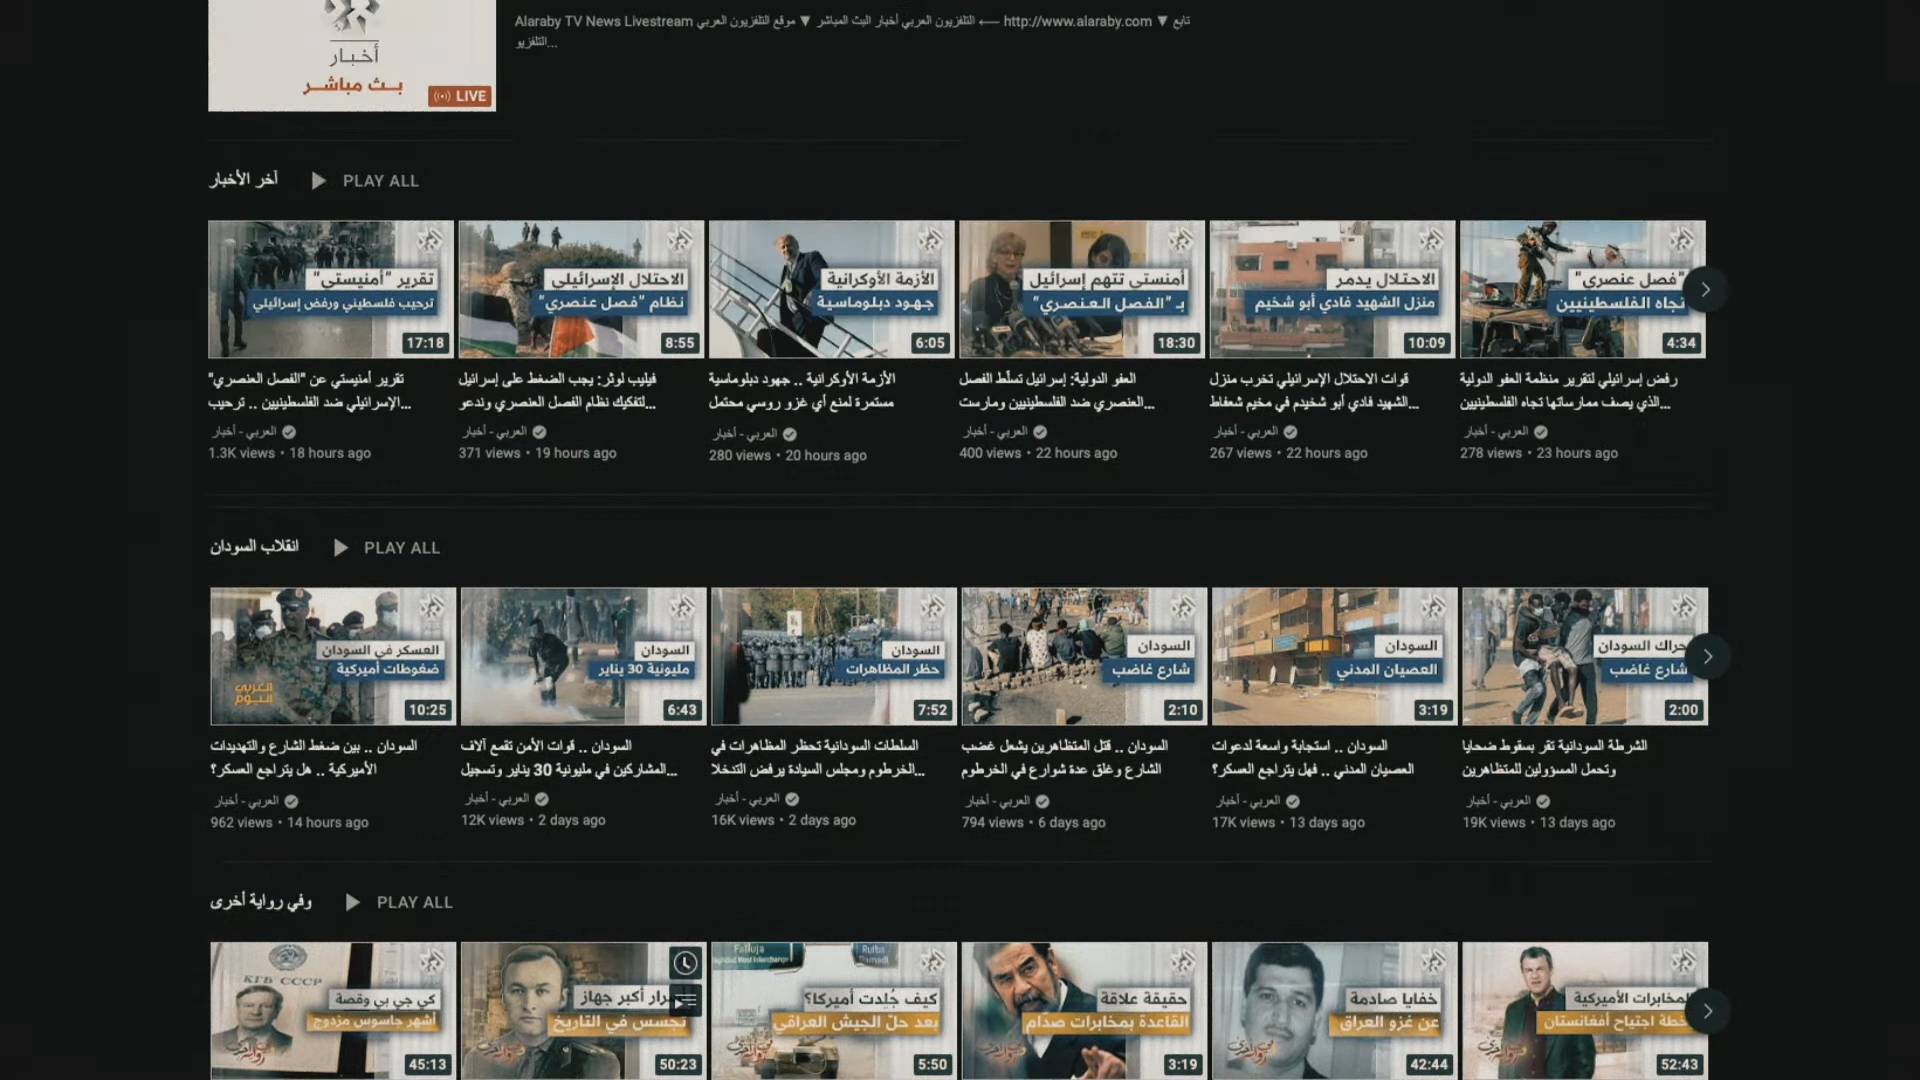 أخبار
بث مباشر
LIVE
Alaraby TV News Livestream التلفزيون العربي أخبار البث المباشر ▼ موقع التلفزيون العربي ⟵ http://www.alaraby.com ▼ تابع
التلفزيو...
آخر الأخبار
PLAY ALL
تقرير "أمنيستي"
ترحيب فلسطيني ورفض إسرائيلي
17:18
الاحتلال الإسرائيلي
نظام "فصل عنصري"
8:55
الأزمة الأوكرانية
جهود دبلوماسية
6:05
أمنستي تتهم إسرائيل
بـ "الفصل العنصري"
18:30
الاحتلال يدمر
منزل الشهيد فادي أبو شخيم
10:09
"فصل عنصري"
تجاه الفلسطينيين
4:34
تقرير أمنيستي عن "الفصل العنصري"
الإسرائيلي ضد الفلسطينيين .. ترحيب...
العربي - أخبار
1.3K views • 18 hours ago
فيليب لوثر: يجب الضغط على إسرائيل
لتفكيك نظام الفصل العنصري وندعو...
العربي - أخبار
371 views • 19 hours ago
الأزمة الأوكرانية .. جهود دبلوماسية
مستمرة لمنع أي غزو روسي محتمل
العربي - أخبار
280 views • 20 hours ago
العفو الدولية: إسرائيل تسلّط الفصل
العنصري ضد الفلسطينيين ومارست...
العربي - أخبار
400 views • 22 hours ago
قوات الاحتلال الإسرائيلي تخرب منزل
الشهيد فادي أبو شخيدم في مخيم شعفاط...
العربي - أخبار
267 views • 22 hours ago
رفض إسرائيلي لتقرير منظمة العفو الدولية
الذي يصف ممارساتها تجاه الفلسطينيين...
العربي - أخبار
278 views • 23 hours ago
انقلاب السودان
PLAY ALL
العسكر في السودان
ضغوطات أميركية
العربي
اليوم
10:25
السودان
مليونية 30 يناير
6:43
السودان
حظر المظاهرات
7:52
السودان
شارع غاضب
2:10
السودان
العصيان المدني
3:19
حراك السودان
شارع غاضب
2:00
السودان .. بين ضغط الشارع والتهديدات
الأميركية .. هل يتراجع العسكر؟
العربي - أخبار
962 views • 14 hours ago
السودان .. قوات الأمن تقمع آلاف
المشاركين في مليونية 30 يناير وتسجيل...
العربي - أخبار
12K views • 2 days ago
السلطات السودانية تحظر المظاهرات في
الخرطوم ومجلس السيادة يرفض التدخلا...
العربي - أخبار
16K views • 2 days ago
السودان .. قتل المتظاهرين يشعل غضب
الشارع وغلق عدة شوارع في الخرطوم
العربي - أخبار
794 views • 6 days ago
السودان .. استجابة واسعة لدعوات
العصيان المدني .. فهل يتراجع العسكر؟
العربي - أخبار
17K views • 13 days ago
الشرطة السودانية تقر بسقوط ضحايا
وتحمل المسؤولين للمتظاهرين
العربي - أخبار
19K views • 13 days ago
وفي رواية أخرى
PLAY ALL
КГБ СССР
كي جي بي وقصة
أشهر جاسوس مزدوج
45:13
أكبر جهاز
تجسس في التاريخ
50:23
Falluja
Rutba
Ramadi
كيف جُلدت أميركا؟
بعد حلّ الجيش العراقي
5:50
حقيقة علاقة
القاعدة بمخابرات صدام
3:19
خفايا صادمة
عن غزو العراق
42:44
المخابرات الأميركية
خطة اجتياح أفغانستان
52:43